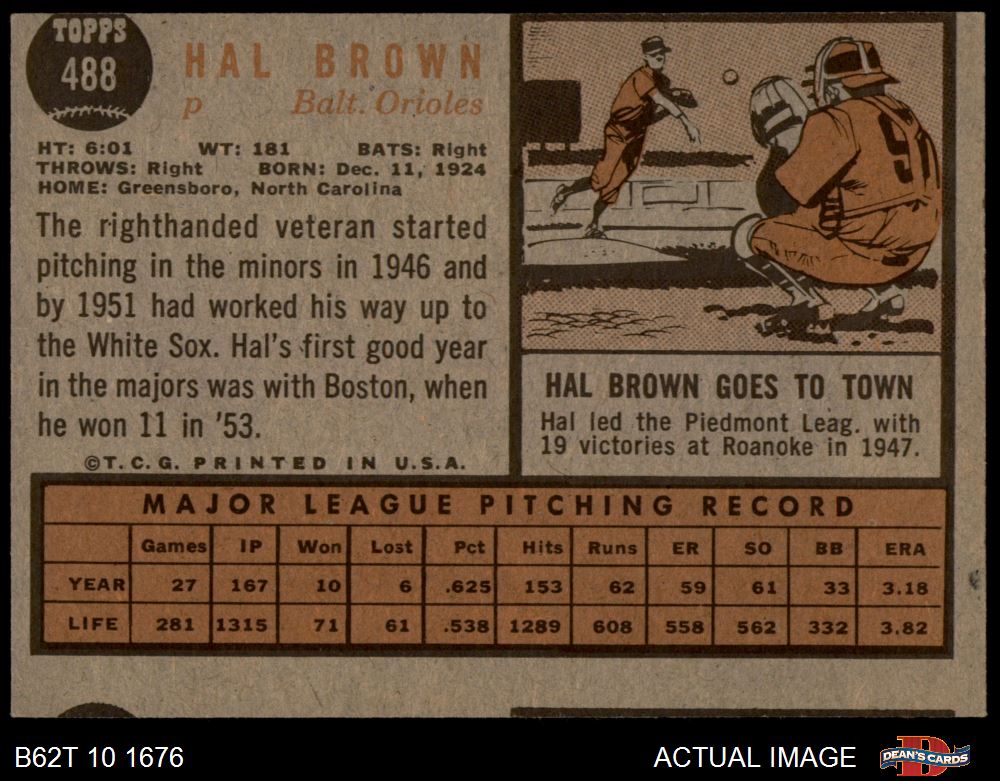 TOPPS
488
HAL BROWN
p Balt. Orioles
HT: 6:01 WT: 181 BATS: Right
THROWS: Right BORN: Dec. 11, 1924
HOME: Greensboro, North Carolina
The righthanded veteran started
pitching in the minors in 1946 and
by 1951 had worked his way up to
the White Sox. Hal's first good year
in the majors was with Boston, when
he won 11 in '53.
©T.C.G. PRINTED IN U.S.A.
HAL BROWN GOES TO TOWN
Hal led the Piedmont Leag. with
19 victories at Roanoke in 1947.
MAJOR LEAGUE PITCHING RECORD
Games IP Won Lost Pct Hits Runs ER SO BB ERA
YEAR 27 167 10 6 .625 153 62 59 61 33 3.18
LIFE 281 1315 71 61 .538 1289 608 558 562 332 3.82
B62T 10 1676
ACTUAL IMAGE
DEAN'S CARDS